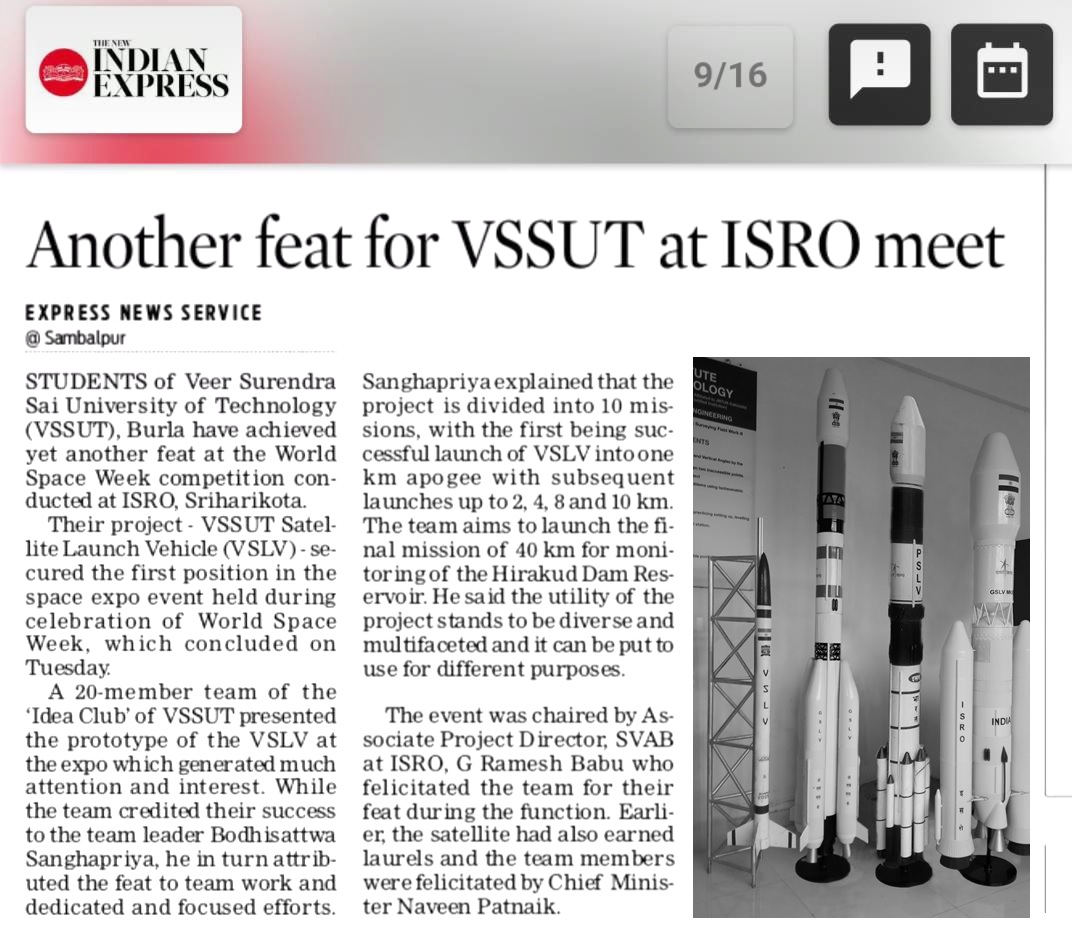 THE NEW
INDIAN
EXPRESS
9/16
Another feat for VSSUT at ISRO meet
EXPRESS NEWS SERVICE
@ Sambalpur
STUDENTS of Veer Surendra
Sai University of Technology
(VSSUT), Burla have achieved
yet another feat at the World
Space Week competition con-
ducted at ISRO, Sriharikota.
Their project - VSSUT Satel-
lite Launch Vehicle (VSLV) - se-
cured the first position in the
space expo event held during
celebration of World Space
Week, which concluded on
Tuesday.
A 20-member team of the
‘Idea Club’ of VSSUT presented
the prototype of the VSLV at
the expo which generated much
attention and interest. While
the team credited their success
to the team leader Bodhisattwa
Sanghapriya, he in turn attrib-
uted the feat to team work and
dedicated and focused efforts.
Sanghapriya explained that the
project is divided into 10 mis-
sions, with the first being suc-
cessful launch of VSLV into one
km apogee with subsequent
launches up to 2, 4, 8 and 10 km.
The team aims to launch the fi-
nal mission of 40 km for moni-
toring of the Hirakud Dam Res-
ervoir. He said the utility of the
project stands to be diverse and
multifaceted and it can be put to
use for different purposes.
The event was chaired by As-
sociate Project Director, SVAB
at ISRO, G Ramesh Babu who
felicitated the team for their
feat during the function. Earli-
er, the satellite had also earned
laurels and the team members
were felicitated by Chief Minis-
ter Naveen Patnaik.
UTE
OLOGY
NGINEERING
ENTS
VSLV
GSLV
GSLV
PSLV
ISRO
GSLV
INDIA